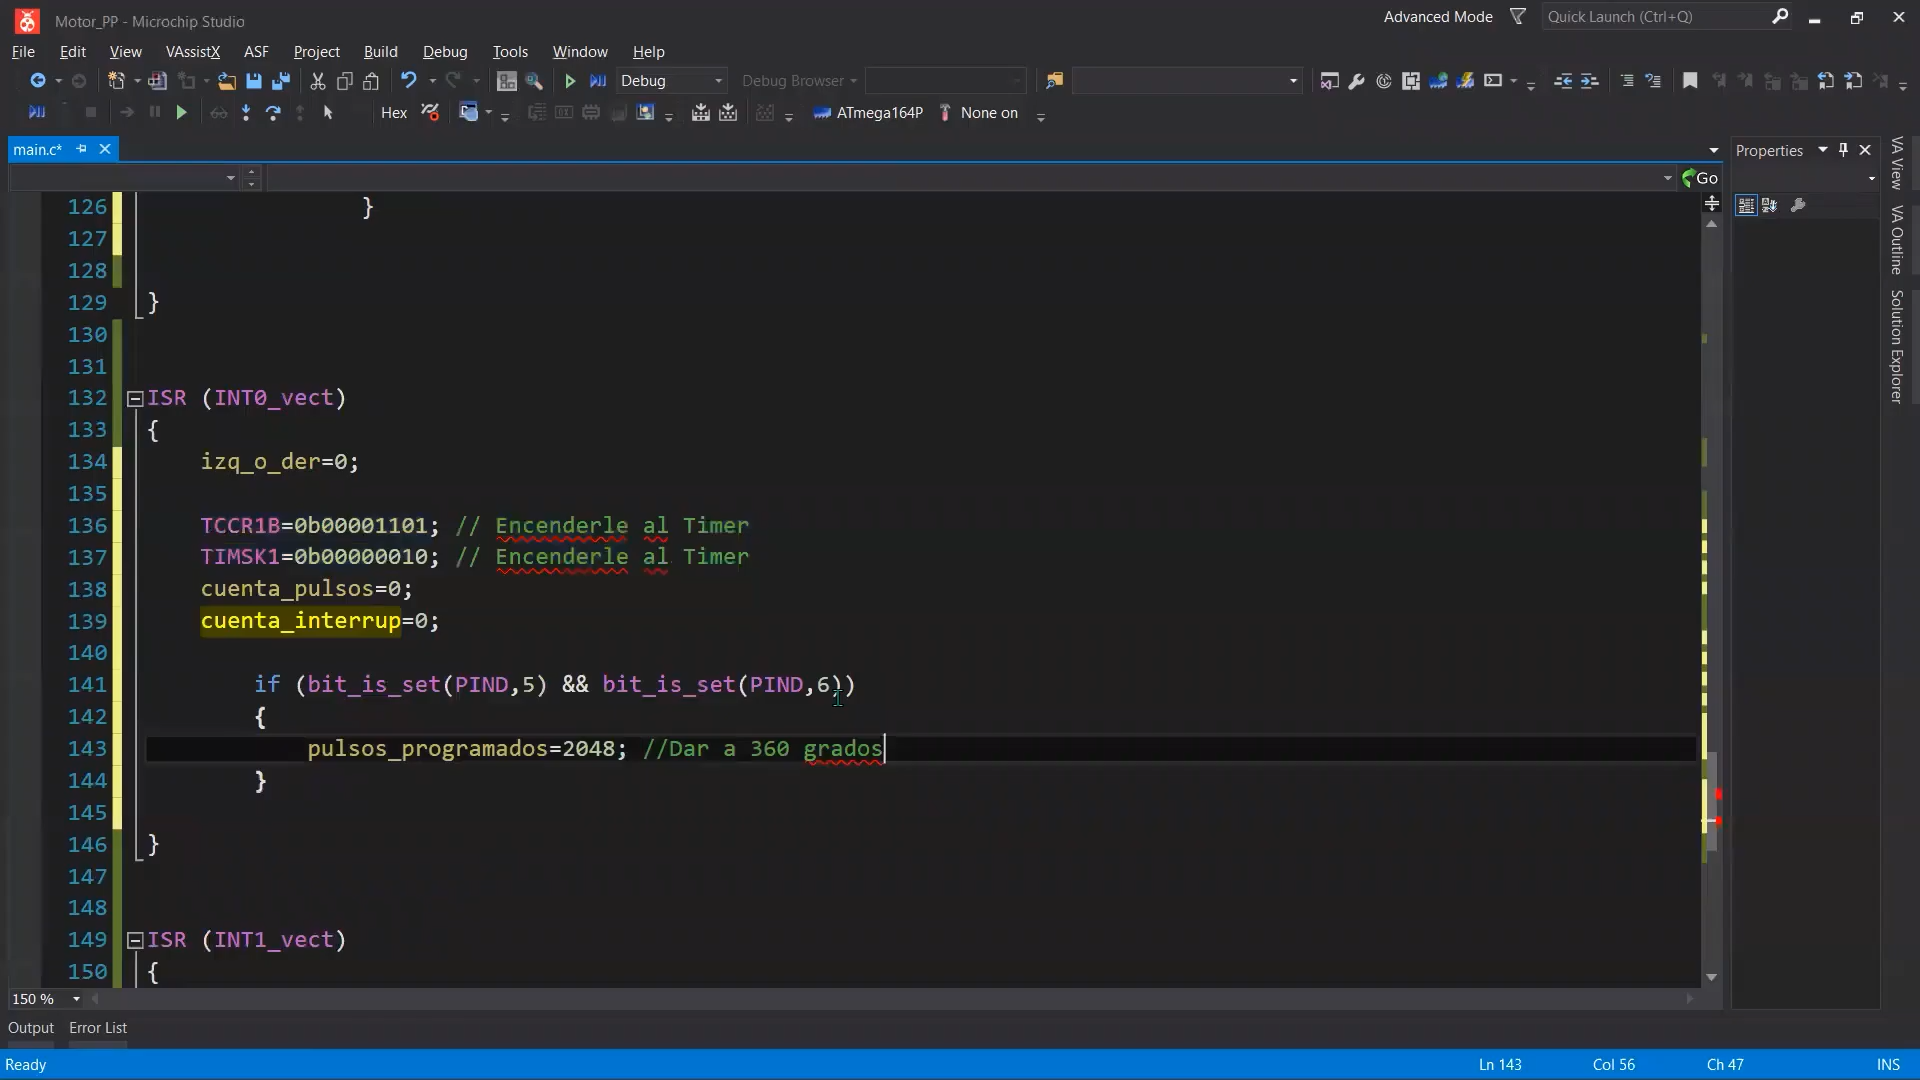 Motor_PP - Microchip Studio
Advanced Mode
Quick Launch (Ctrl+Q)
File Edit View VAssistX ASF Project Build Debug Tools Window Help
Debug
Debug Browser
Hex
ATmega164P
None on
main.c*
Go
Properties
VA View
VA Outline
Solution Explorer
126 }
127
128
129 }
130
131
132 ISR (INT0_vect)
133 {
134 izq_o_der=0;
135
136 TCCR1B=0b00001101; // Encenderle al Timer
137 TIMSK1=0b00000010; // Encenderle al Timer
138 cuenta_pulsos=0;
139 cuenta_interrup=0;
140
141 if (bit_is_set(PIND,5) && bit_is_set(PIND,6))
142 {
143 pulsos_programados=2048; //Dar a 360 grados
144 }
145
146 }
147
148
149 ISR (INT1_vect)
150 {
150 %
Output Error List
Ready
Ln 143 Col 56 Ch 47 INS